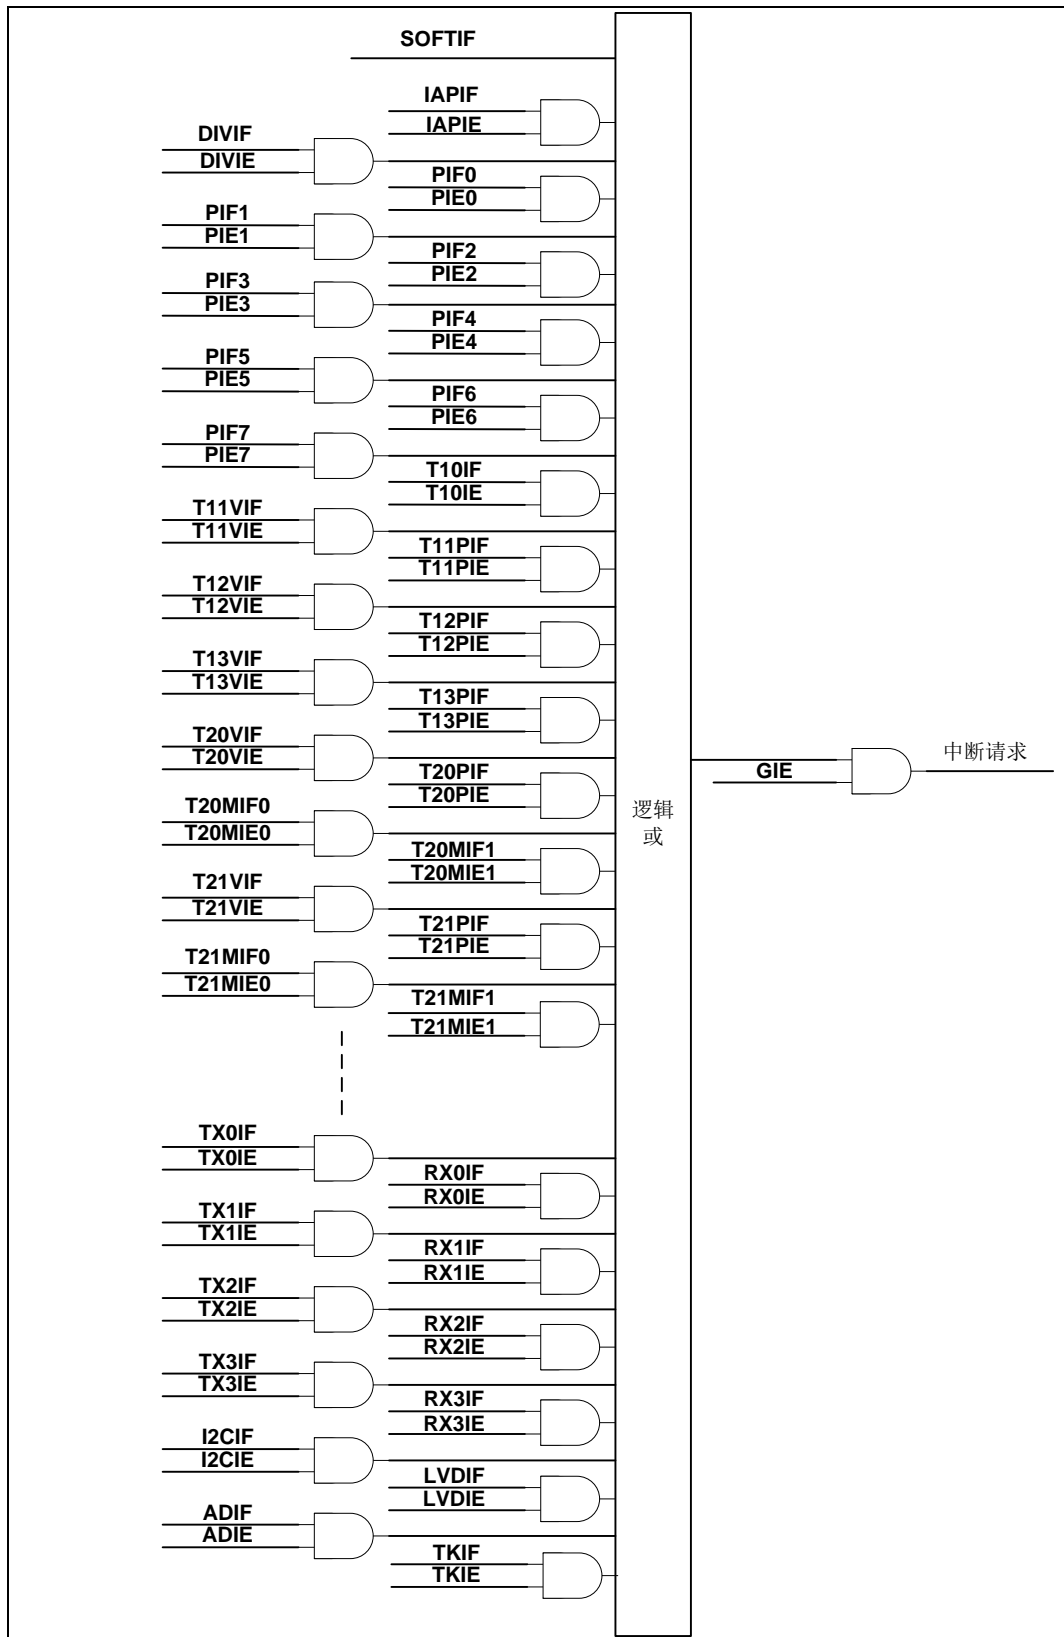 SOFTIF
IAPIF
IAPIE
DIVIF
DIVIE
PIF0
PIE0
PIF1
PIE1
PIF2
PIE2
PIF3
PIE3
PIF4
PIE4
PIF5
PIE5
PIF6
PIE6
PIF7
PIE7
T10IF
T10IE
T11VIF
T11VIE
T11PIF
T11PIE
T12VIF
T12VIE
T12PIF
T12PIE
T13VIF
T13VIE
T13PIF
T13PIE
T20VIF
T20VIE
T20PIF
T20PIE
T20MIF0
T20MIE0
T20MIF1
T20MIE1
T21VIF
T21VIE
T21PIF
T21PIE
T21MIF0
T21MIE0
T21MIF1
T21MIE1
TX0IF
TX0IE
RX0IF
RX0IE
TX1IF
TX1IE
RX1IF
RX1IE
TX2IF
TX2IE
RX2IF
RX2IE
TX3IF
TX3IE
RX3IF
RX3IE
I2CIF
I2CIE
LVDIF
LVDIE
ADIF
ADIE
TKIF
TKIE
逻辑
或
GIE
中断请求